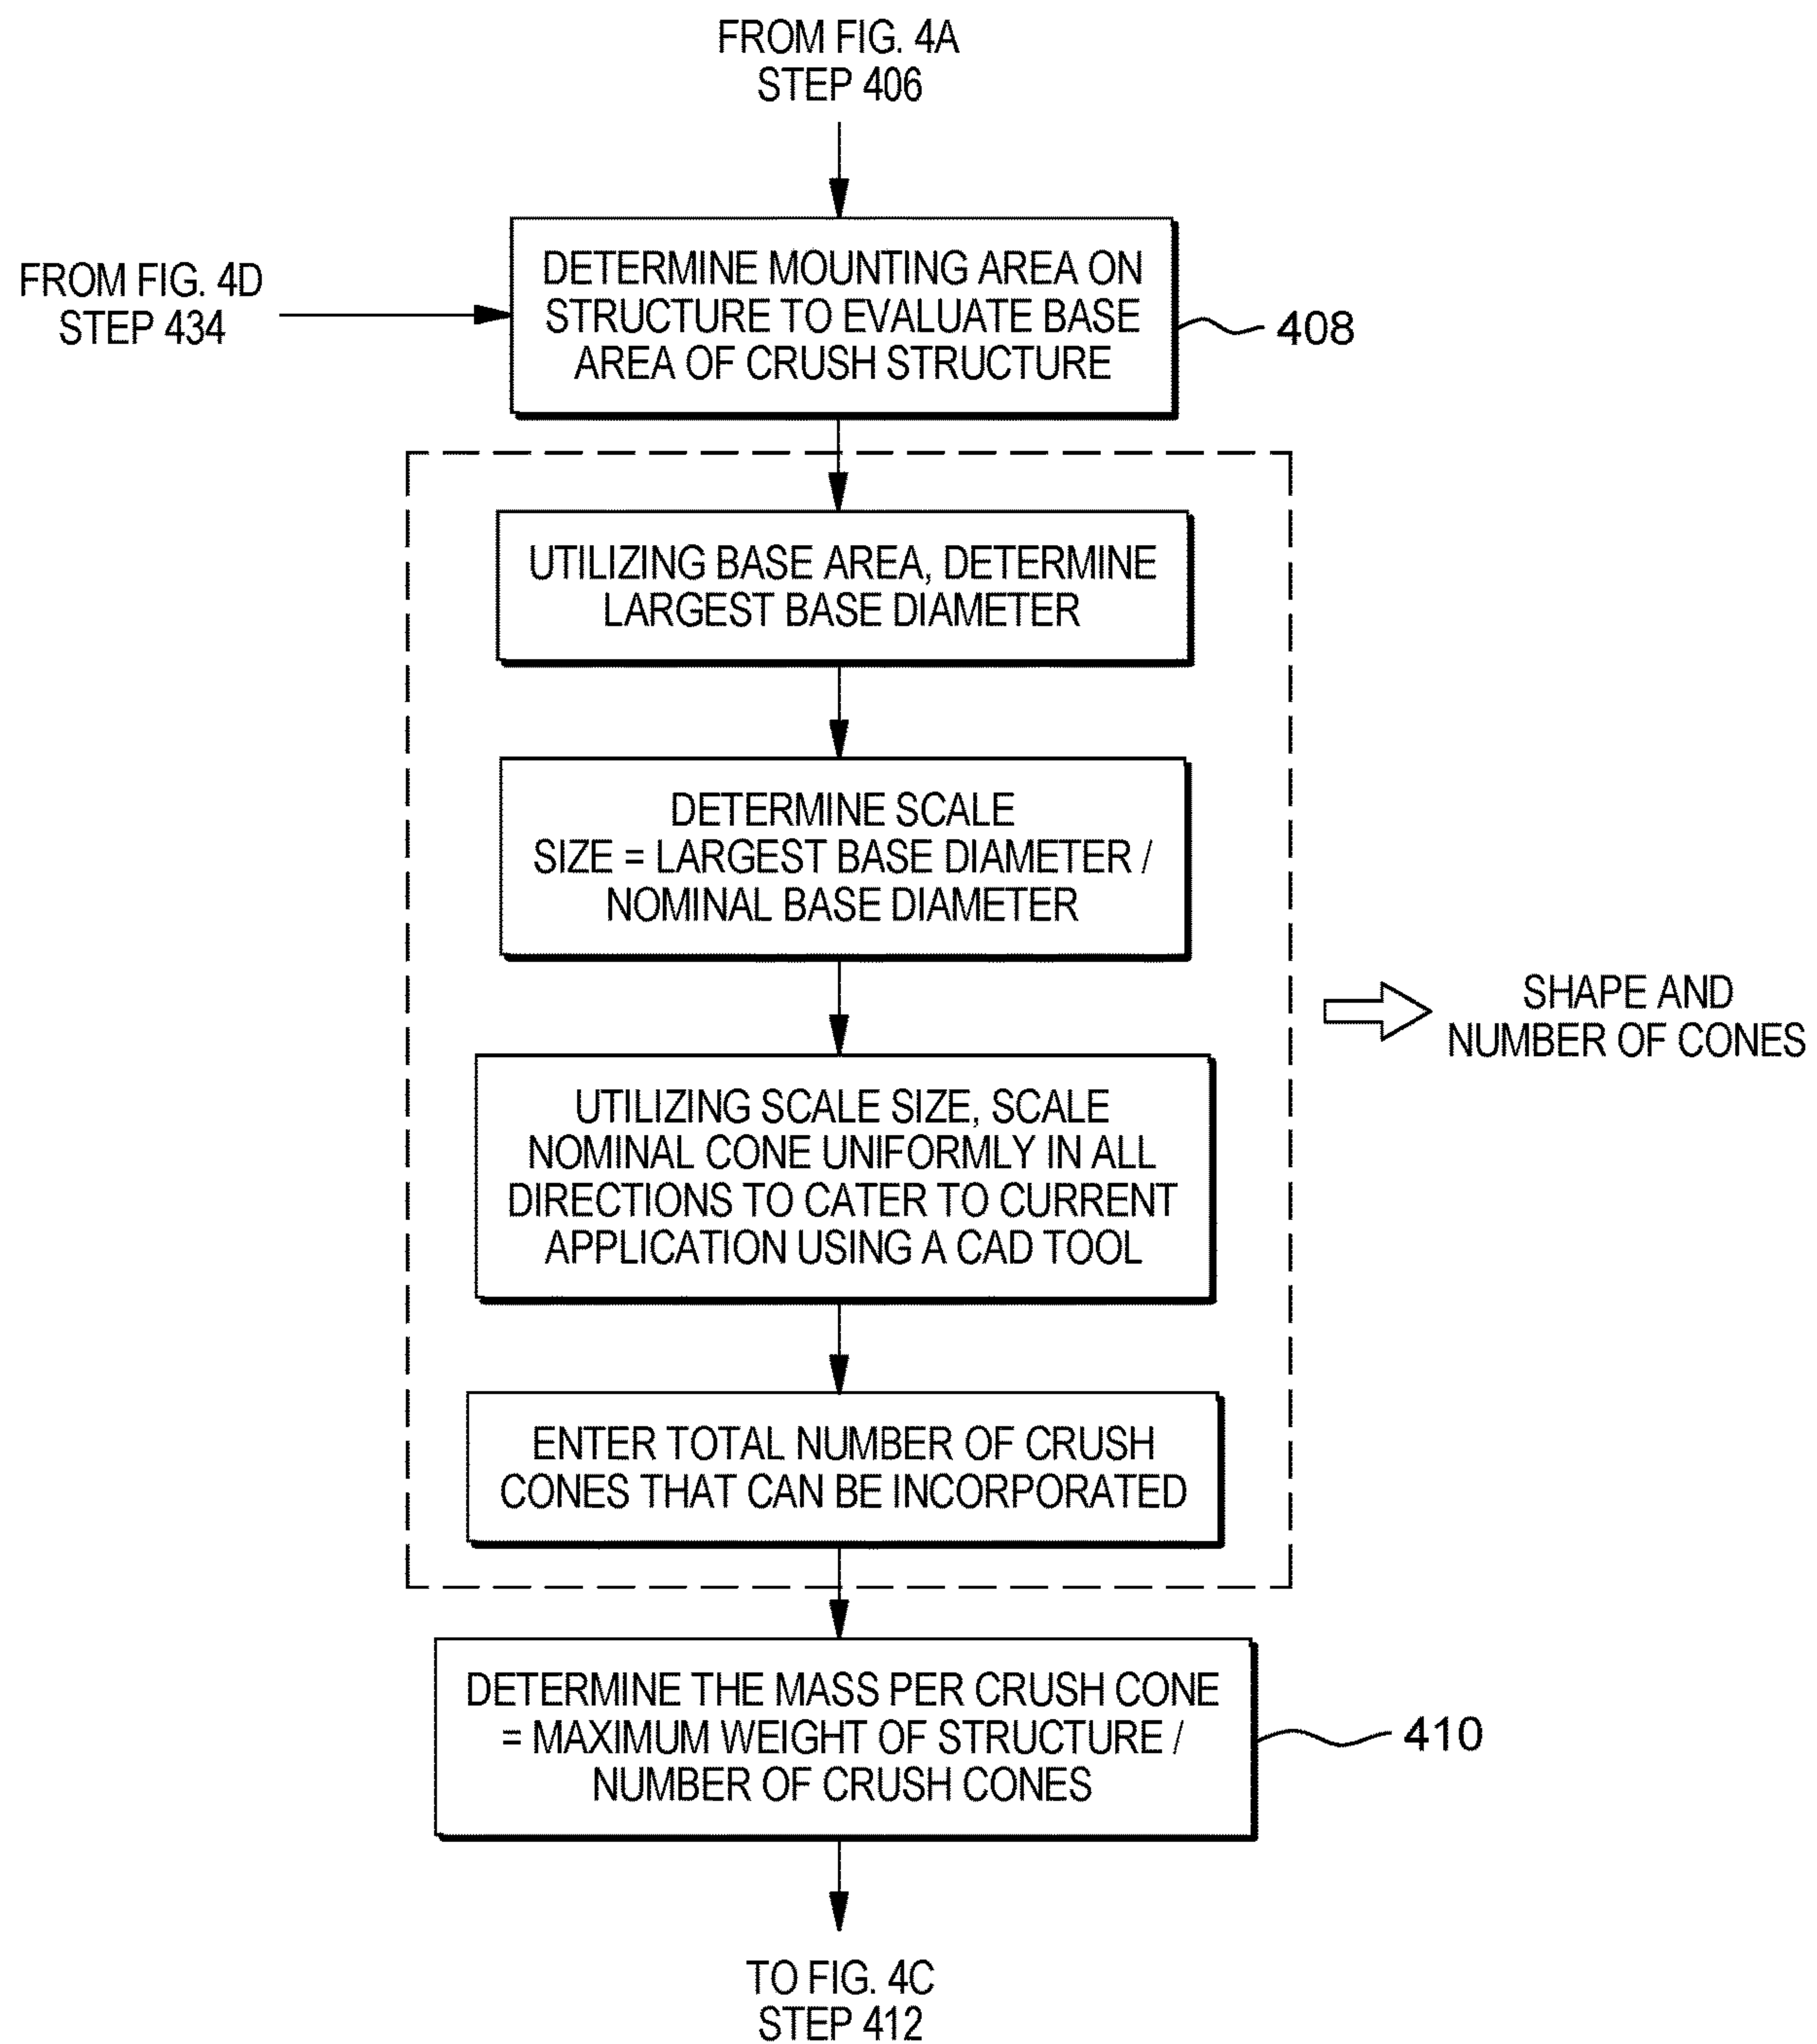 FROM FIG. 4A
STEP 406
FROM FIG. 4D
STEP 434
DETERMINE MOUNTING AREA ON
STRUCTURE TO EVALUATE BASE
AREA OF CRUSH STRUCTURE
408
UTILIZING BASE AREA, DETERMINE
LARGEST BASE DIAMETER
DETERMINE SCALE
SIZE = LARGEST BASE DIAMETER /
NOMINAL BASE DIAMETER
SHAPE AND
NUMBER OF CONES
UTILIZING SCALE SIZE, SCALE
NOMINAL CONE UNIFORMLY IN ALL
DIRECTIONS TO CATER TO CURRENT
APPLICATION USING A CAD TOOL
ENTER TOTAL NUMBER OF CRUSH
CONES THAT CAN BE INCORPORATED
DETERMINE THE MASS PER CRUSH CONE
= MAXIMUM WEIGHT OF STRUCTURE /
NUMBER OF CRUSH CONES
410
TO FIG. 4C
STEP 412